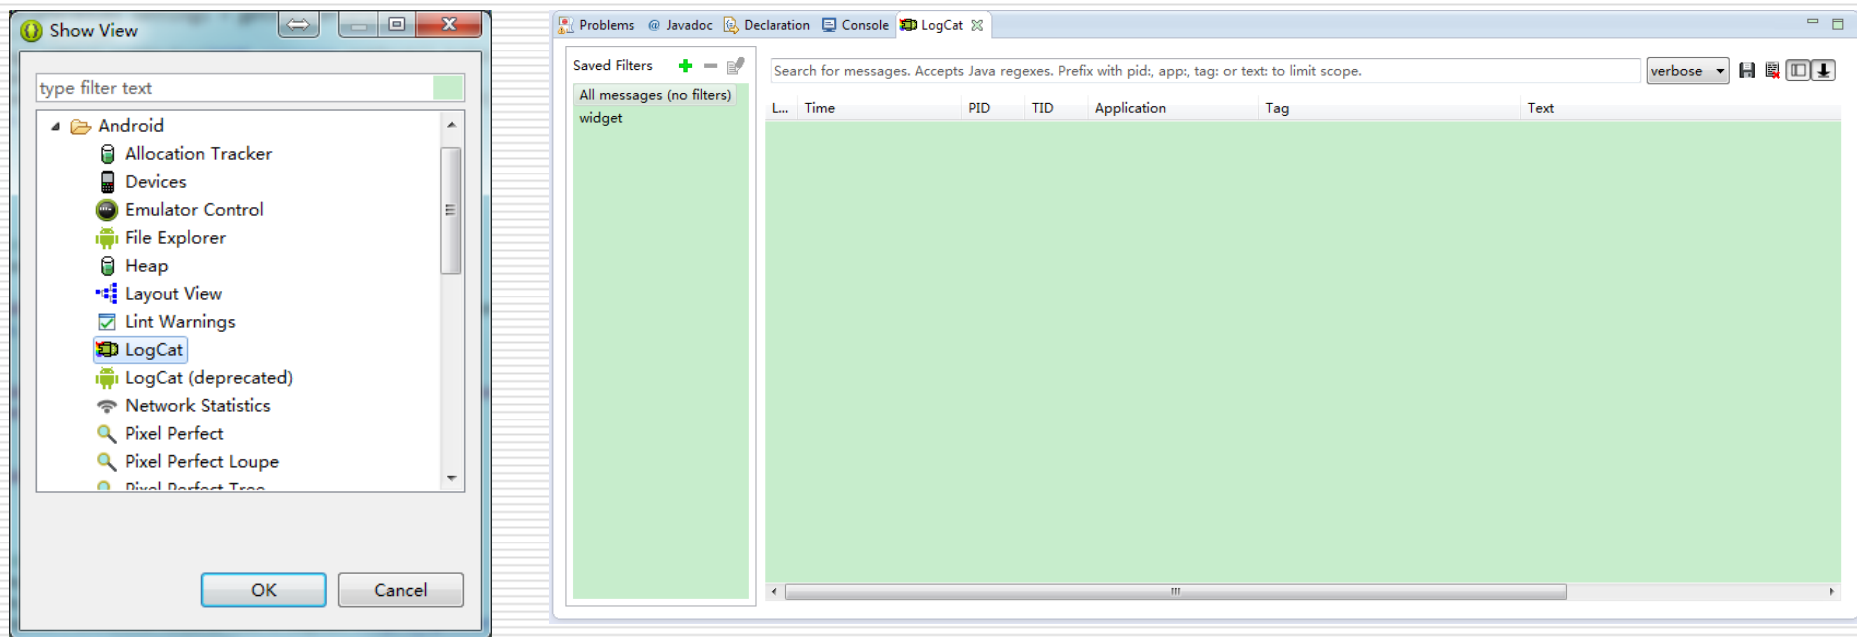 Show View
type filter text
Android
Allocation Tracker
Devices
Emulator Control
File Explorer
Heap
Layout View
Lint Warnings
LogCat
LogCat (deprecated)
Network Statistics
Pixel Perfect
Pixel Perfect Loupe
Pixel Perfect Tree
OK Cancel
Problems @ Javadoc Declaration Console LogCat
Saved Filters
All messages (no filters)
widget
Search for messages. Accepts Java regexes. Prefix with pid:, app:, tag: or text: to limit scope. verbose
L... Time PID TID Application Tag Text